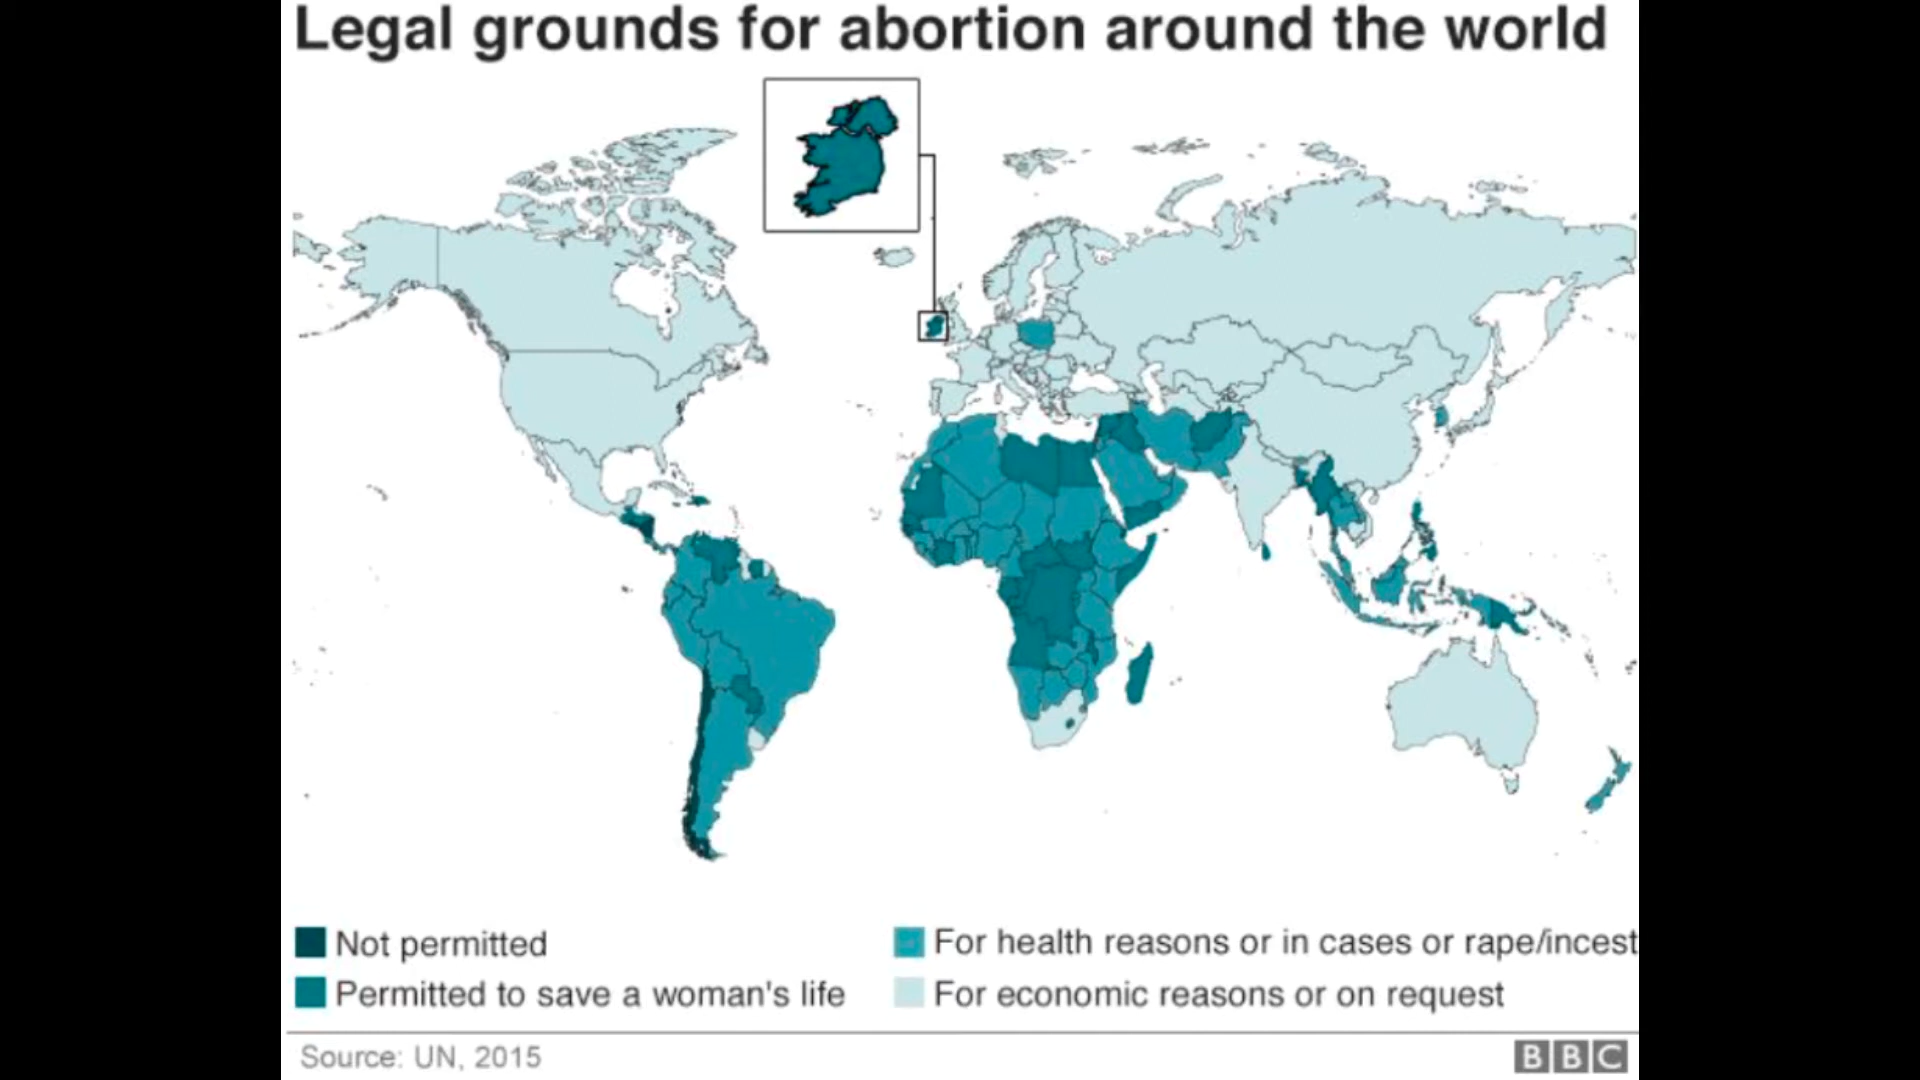 Legal grounds for abortion around the world
Not permitted
Permitted to save a woman's life
For health reasons or in cases or rape/incest
For economic reasons or on request
Source: UN, 2015
BBC